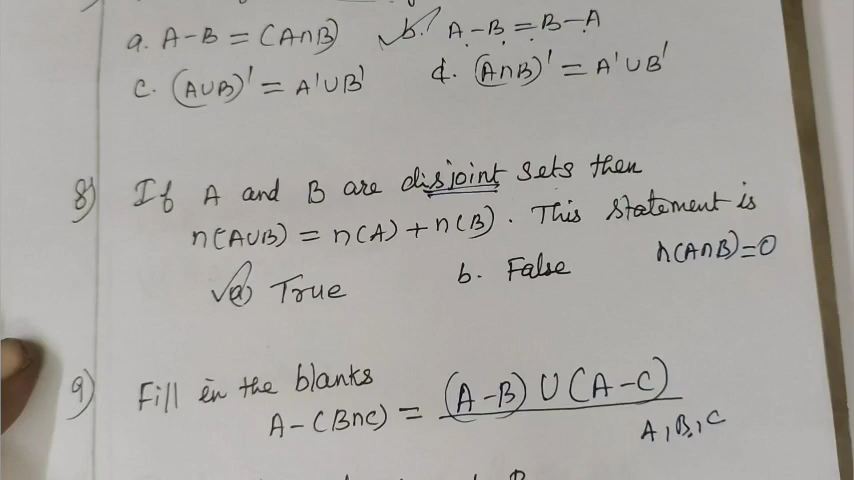 a. A-B = (A∩B) b. A-B = B-A
c. (A∪B)' = A'∪B' d. (A∩B)' = A'∪B'
8) If A and B are disjoint sets then
n(A∪B) = n(A) + n(B). This statement is
n(A∩B)=0
a) True b. False
9) Fill in the blanks
A-(B∩C) = (A-B) ∪ (A-C)
A, B, C